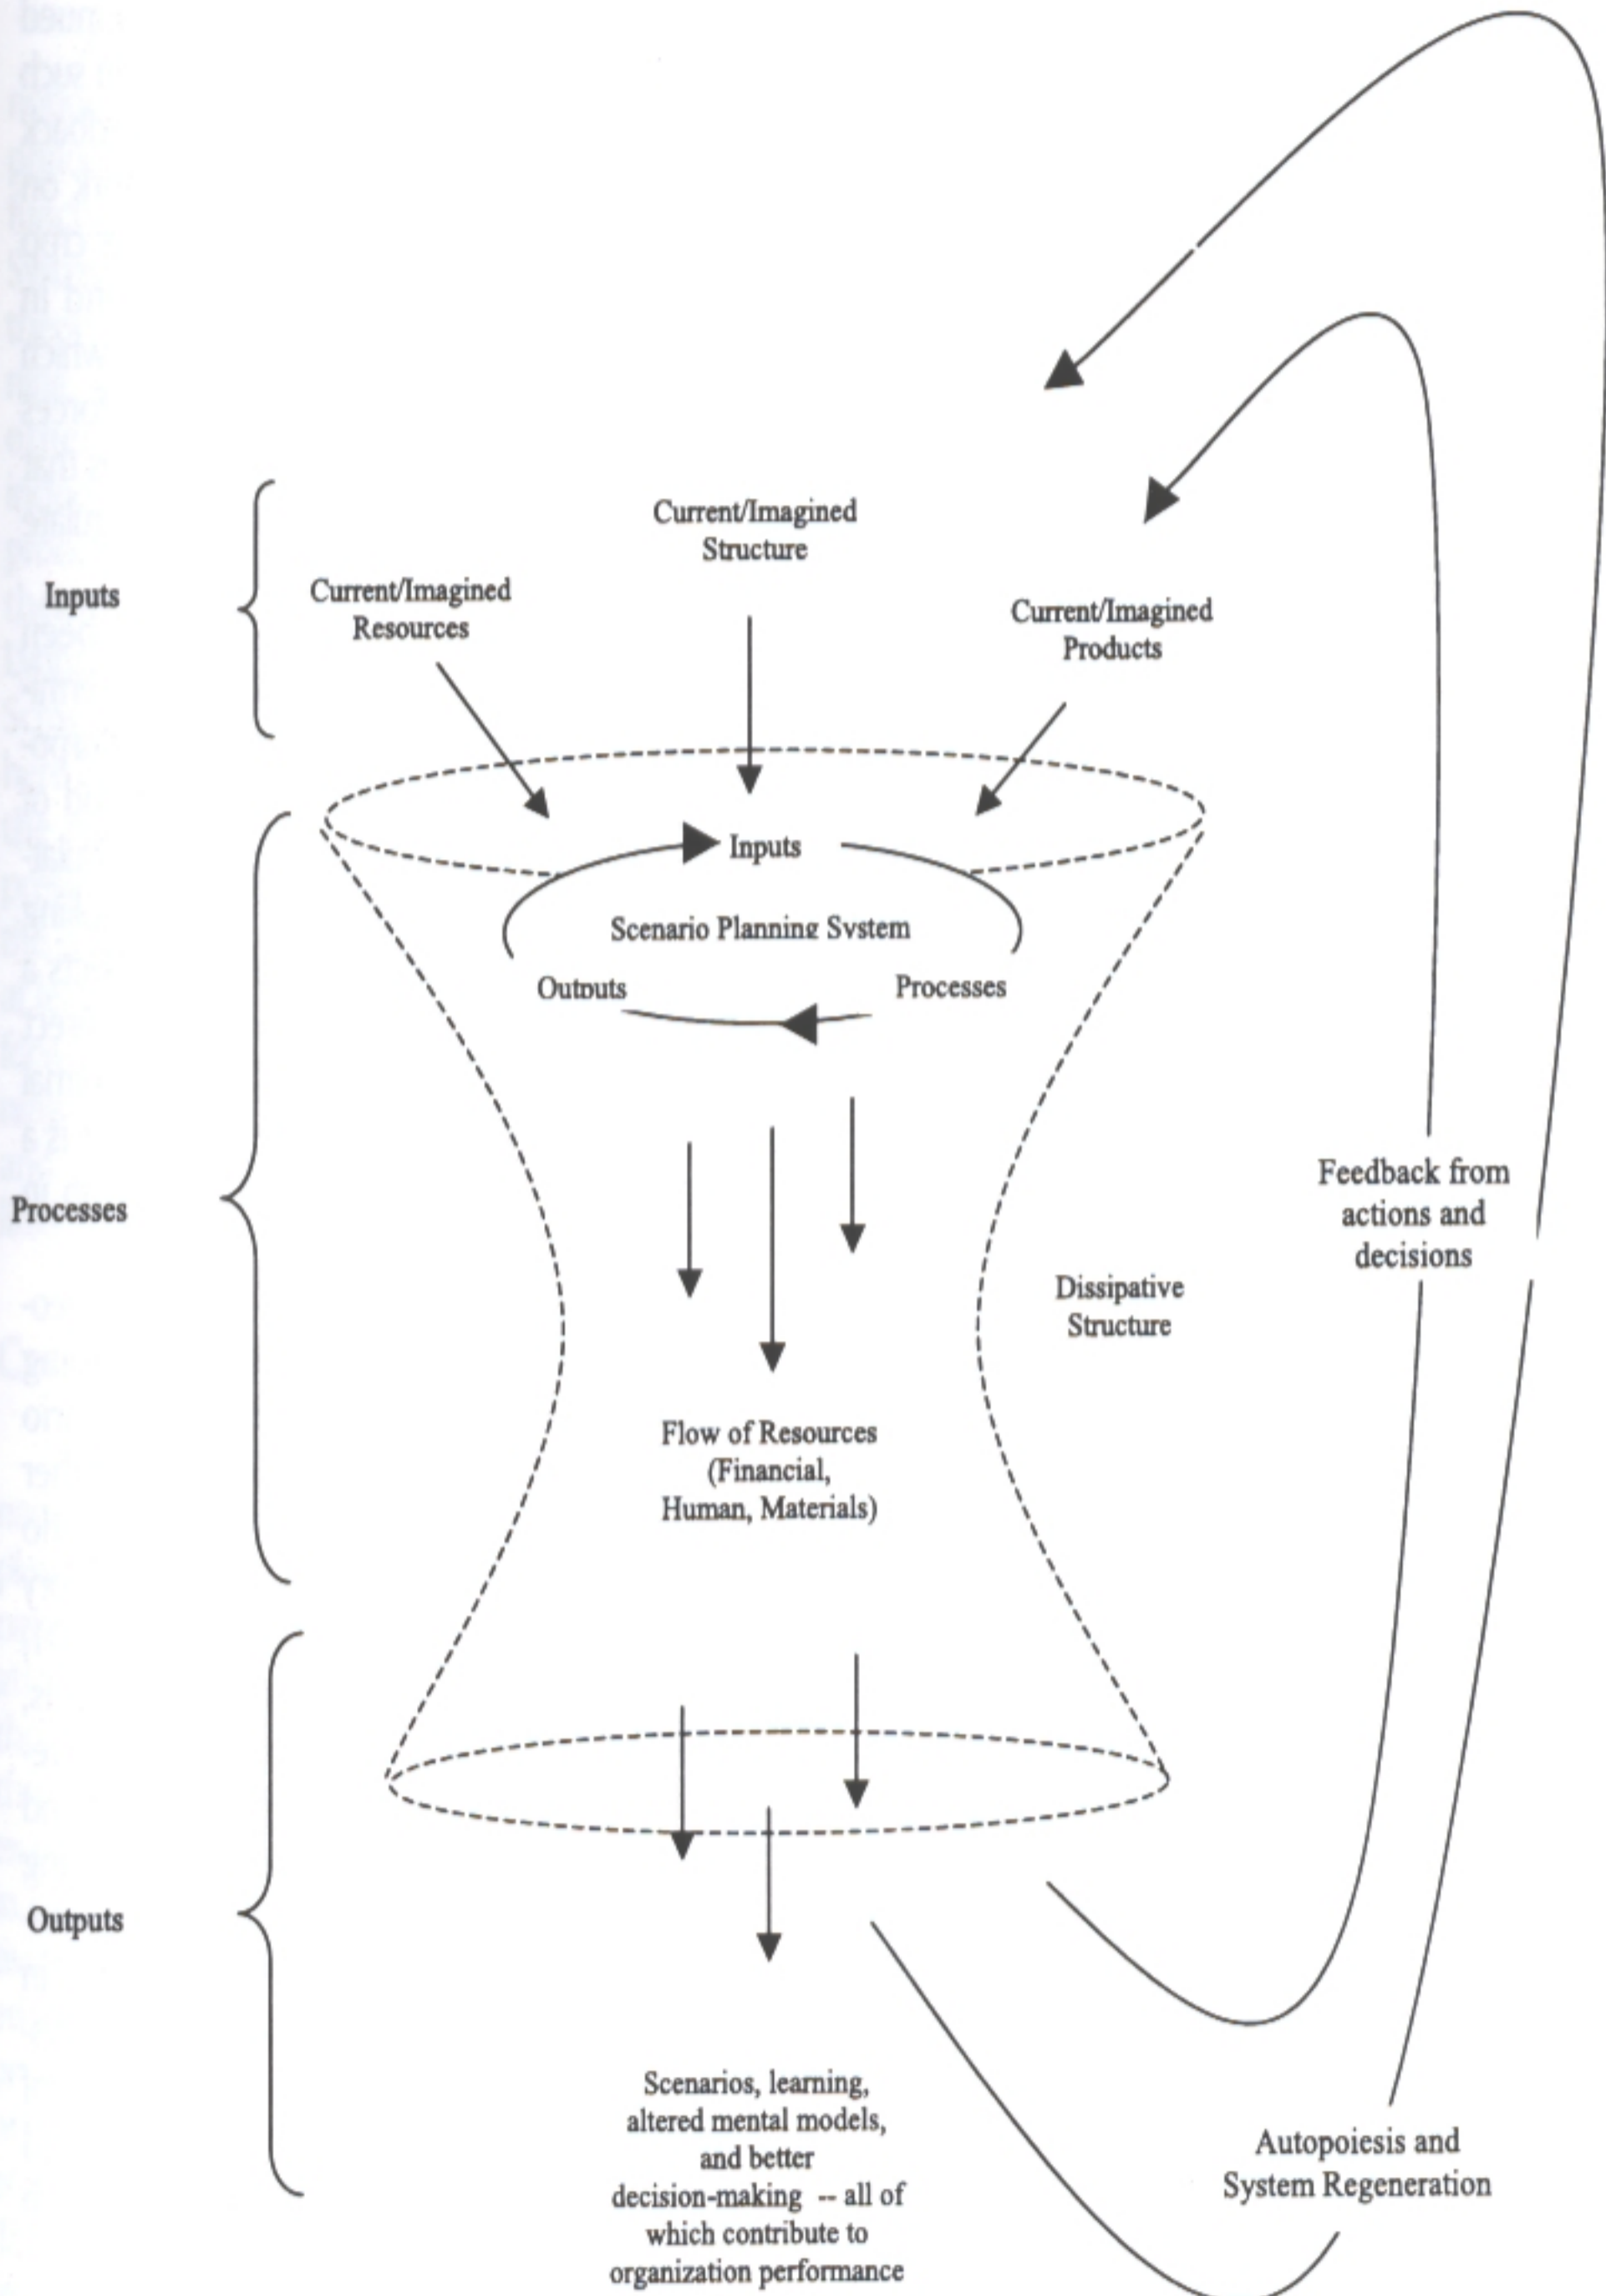 Current/Imagined
Structure
Inputs
Current/Imagined
Resources
Current/Imagined
Products
Inputs
Scenario Planning System
Outputs
Processes
Processes
Feedback from
actions and
decisions
Dissipative
Structure
Flow of Resources
(Financial,
Human, Materials)
Outputs
Scenarios, learning,
altered mental models,
and better
decision-making -- all of
which contribute to
organization performance
Autopoiesis and
System Regeneration